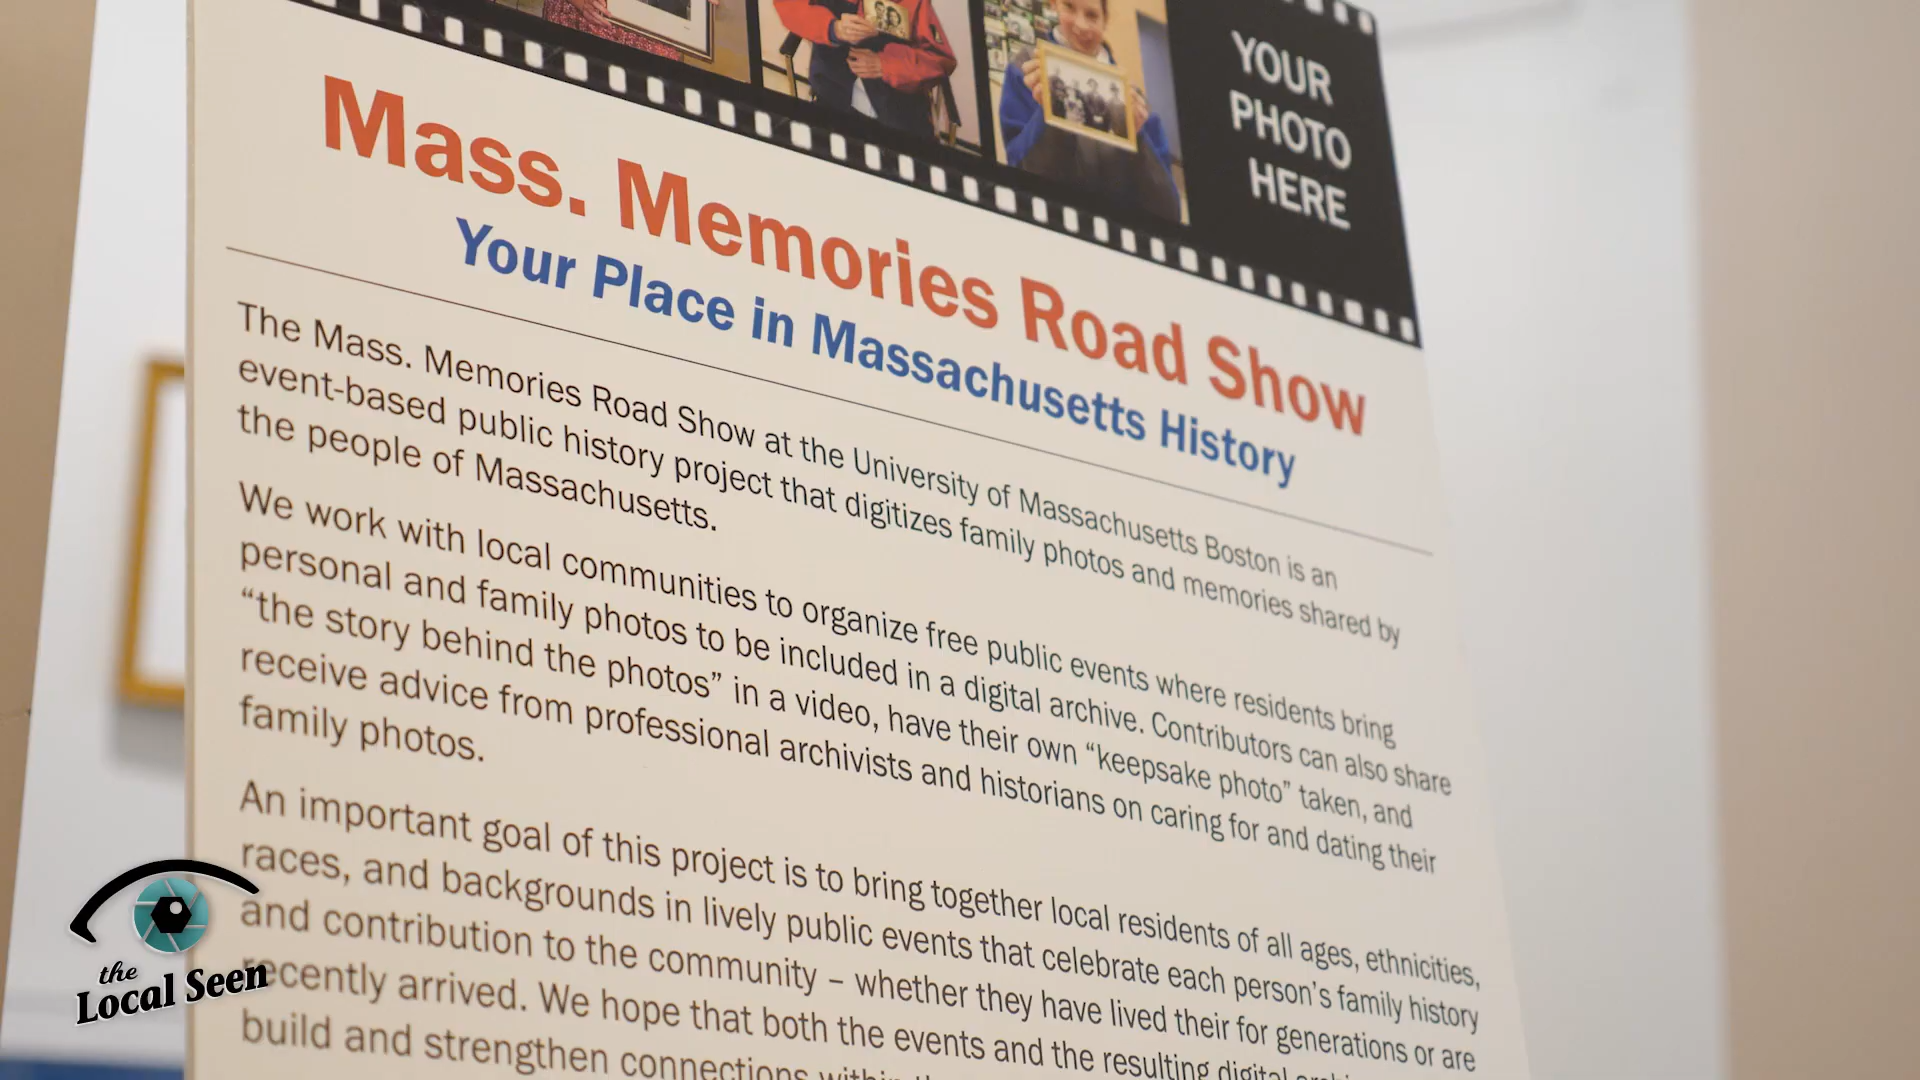 YOUR
PHOTO
HERE
Mass. Memories Road Show
Your Place in Massachusetts History
The Mass. Memories Road Show at the University of Massachusetts Boston is an
event-based public history project that digitizes family photos and memories shared by
the people of Massachusetts.
We work with local communities to organize free public events where residents bring
personal and family photos to be included in a digital archive. Contributors can also share
“the story behind the photos” in a video, have their own “keepsake photo” taken, and
receive advice from professional archivists and historians on caring for and dating their
family photos.
An important goal of this project is to bring together local residents of all ages, ethnicities,
races, and backgrounds in lively public events that celebrate each person’s family history
and contribution to the community – whether they have lived their for generations or are
recently arrived. We hope that both the events and the resulting digital
build and strengthen connections
the
Local Seen